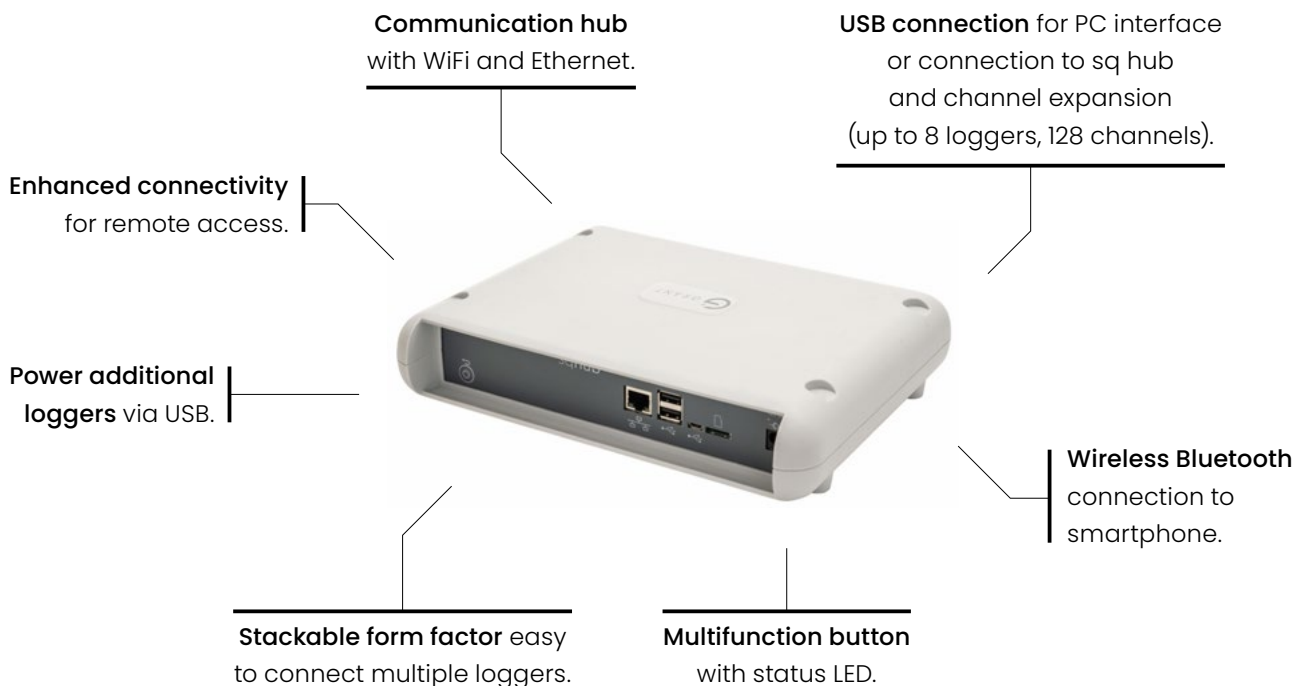 Communication hub
with WiFi and Ethernet.
USB connection for PC interface
or connection to sq hub
and channel expansion
(up to 8 loggers, 128 channels).
Enhanced connectivity
for remote access.
Power additional
loggers via USB.
Wireless Bluetooth
connection to
smartphone.
Stackable form factor easy
to connect multiple loggers.
Multifunction button
with status LED.